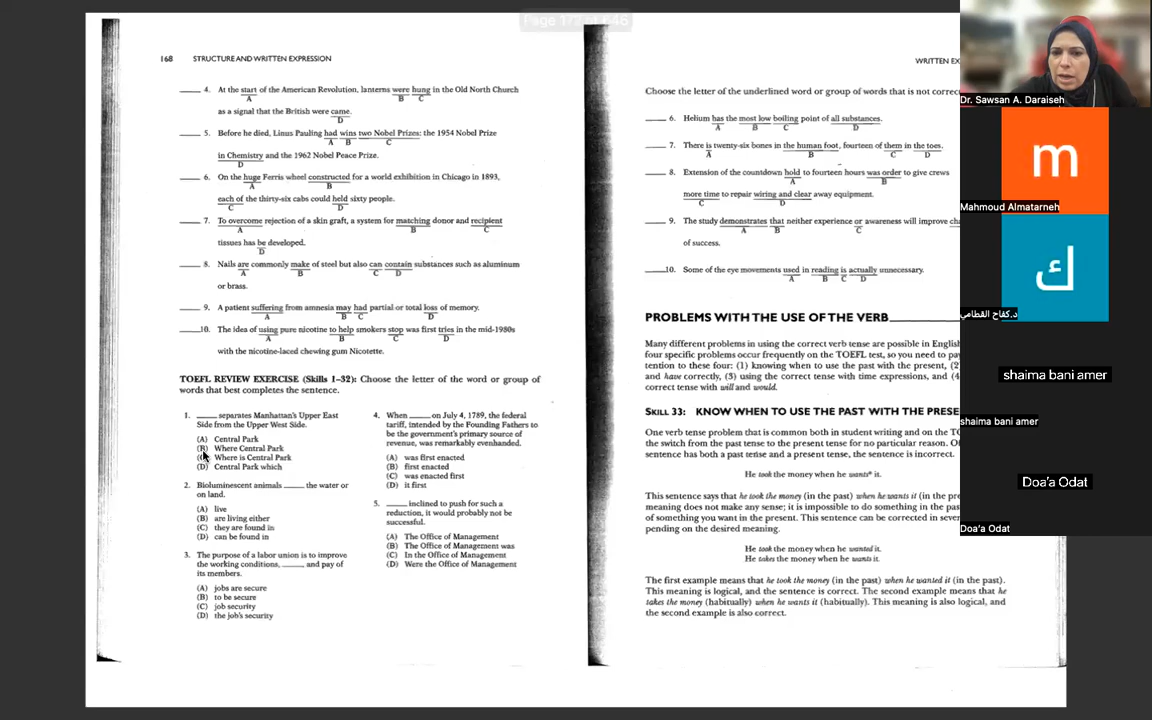 Page 172 of 646
168 STRUCTURE AND WRITTEN EXPRESSION
4. At the start of the American Revolution, lanterns were hung in the Old North Church
A B C
as a signal that the British were came.
D
5. Before he died, Linus Pauling had wins two Nobel Prizes: the 1954 Nobel Prize
A B C
in Chemistry and the 1962 Nobel Peace Prize.
D
6. On the huge Ferris wheel constructed for a world exhibition in Chicago in 1893,
A B
each of the thirty-six cabs could held sixty people.
C D
7. To overcome rejection of a skin graft, a system for matching donor and recipient
A B C
tissues has be developed.
D
8. Nails are commonly make of steel but also can contain substances such as aluminum
A B C D
or brass.
9. A patient suffering from amnesia may had partial or total loss of memory.
A B C D
10. The idea of using pure nicotine to help smokers stop was first tries in the mid-1980s
A B C D
with the nicotine-laced chewing gum Nicotette.
TOEFL REVIEW EXERCISE (Skills 1–32): Choose the letter of the word or group of
words that best completes the sentence.
1. ______ separates Manhattan's Upper East
Side from the Upper West Side.
(A) Central Park
(B) Where Central Park
(C) Where is Central Park
(D) Central Park which
2. Bioluminescent animals ______ the water or
on land.
(A) live
(B) are living either
(C) they are found in
(D) can be found in
3. The purpose of a labor union is to improve
the working conditions, ______, and pay of
its members.
(A) jobs are secure
(B) to be secure
(C) job security
(D) the job's security
4. When ______ on July 4, 1789, the federal
tariff, intended by the Founding Fathers to
be the government's primary source of
revenue, was remarkably evenhanded.
(A) was first enacted
(B) first enacted
(C) was enacted first
(D) it first
5. ______ inclined to push for such a
reduction, it would probably not be
successful.
(A) The Office of Management
(B) The Office of Management was
(C) In the Office of Management
(D) Were the Office of Management
WRITTEN EX
Choose the letter of the underlined word or group of words that is not correc
6. Helium has the most low boiling point of all substances.
A B C D
7. There is twenty-six bones in the human foot, fourteen of them in the toes.
A B C D
8. Extension of the countdown hold to fourteen hours was order to give crews
A B
more time to repair wiring and clear away equipment.
C D
9. The study demonstrates that neither experience or awareness will improve ch
A B C
of success.
10. Some of the eye movements used in reading is actually unnecessary.
A B C D
PROBLEMS WITH THE USE OF THE VERB
Many different problems in using the correct verb tense are possible in English
four specific problems occur frequently on the TOEFL test, so you need to pay
tention to these four: (1) knowing when to use the past with the present, (2
and have correctly, (3) using the correct tense with time expressions, and (4
correct tense with will and would.
SKILL 33: KNOW WHEN TO USE THE PAST WITH THE PRESE
One verb tense problem that is common both in student writing and on the TO
the switch from the past tense to the present tense for no particular reason. O
sentence has both a past tense and a present tense, the sentence is incorrect.
He took the money when he wants* it.
This sentence says that he took the money (in the past) when he wants it (in the pre
meaning does not make any sense; it is impossible to do something in the pas
of something you want in the present. This sentence can be corrected in sever
pending on the desired meaning.
He took the money when he wanted it.
He takes the money when he wants it.
The first example means that he took the money (in the past) when he wanted it (in the past).
This meaning is logical, and the sentence is correct. The second example means that he
takes the money (habitually) when he wants it (habitually). This meaning is also logical, and
the second example is also correct.
Dr. Sawsan A. Daraiseh
m
Mahmoud Almatarneh
ك
د.كفاح القطامي
shaima bani amer
shaima bani amer
Doa'a Odat
Doa'a Odat